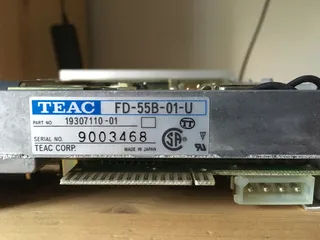 TEAC FD-55B-01-U
PART NO. 19307110-01
SERIAL NO. 9003468
TEAC CORP. MADE IN JAPAN